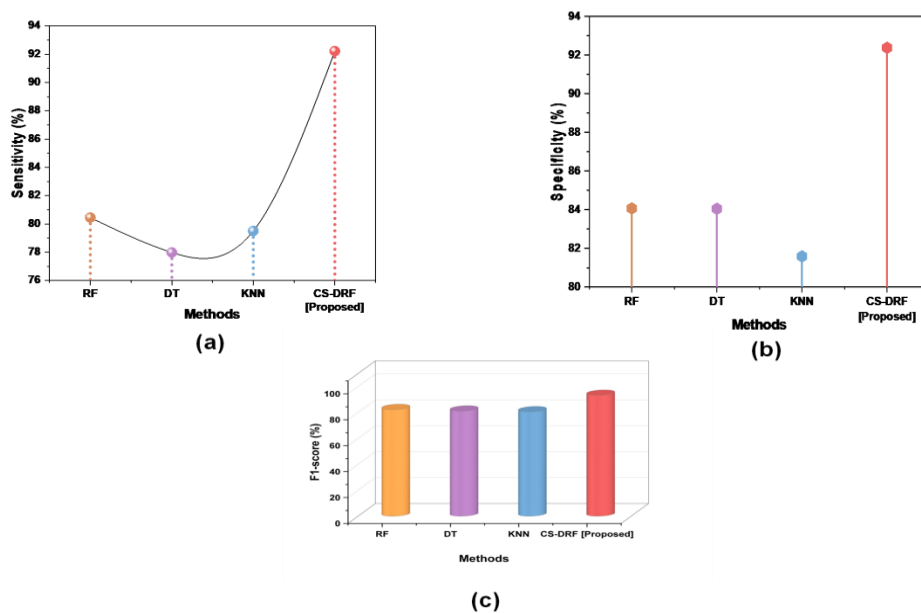 94
92
90
88
86
84
82
80
78
76
Sensitivity (%)
RF DT KNN CS-DRF
[Proposed]
Methods
(a)
94
92
90
88
86
84
82
80
Specificity (%)
RF DT KNN CS-DRF
[Proposed]
Methods
(b)
100
80
60
40
20
0
F1-score (%)
RF DT KNN CS-DRF [Proposed]
Methods
(c)